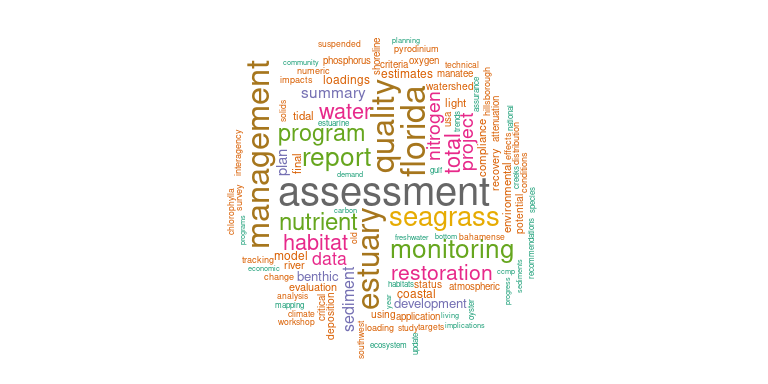 planning
suspended
pyrodinium
shoreline
community
phosphorus
criteria
oxygen
numeric
estimates
technical
impacts
loadings
manatee
watershed
management
summary
quality
florida
nitrogen
light
assurance
hillsborough
solids
tidal
water
usa
trends
estuarine
program
total
project
compliance
attenuation
national
interagency
plan
final
report
gulf
recovery
effects
distribution
demand
creeks
conditions
assessment
environmental
chlorophylla
survey
carbon
seagrass
potential
species
programs
nutrient
estuary
habitat
old
freshwater
bottom
bahamense
recommendations
monitoring
tracking
model
data
economic
river
restoration
ccmp
sediments
change
benthic
sediment
habitats
status
atmospheric
progress
evaluation
coastal
analysis
critical
deposition
year
development
mapping
oyster
climate
using
application
living
workshop
southwest
loading
study
targets
implications
ecosystem
update